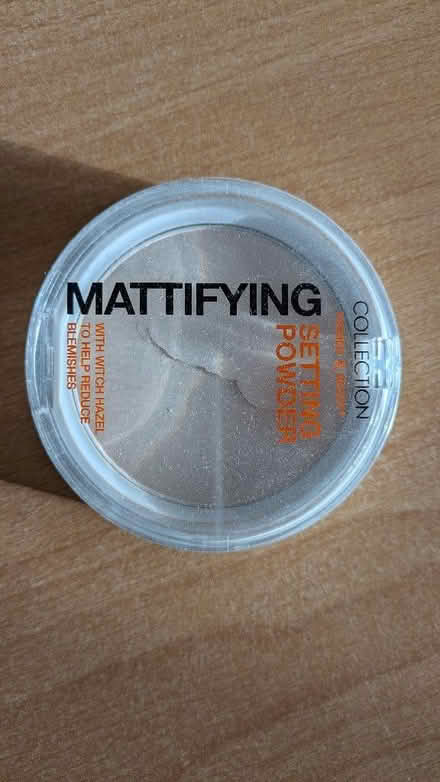 COLLECTION
MATTIFYING
SETTING
POWDER
WITH WITCH HAZEL
TO HELP REDUCE
BLEMISHES